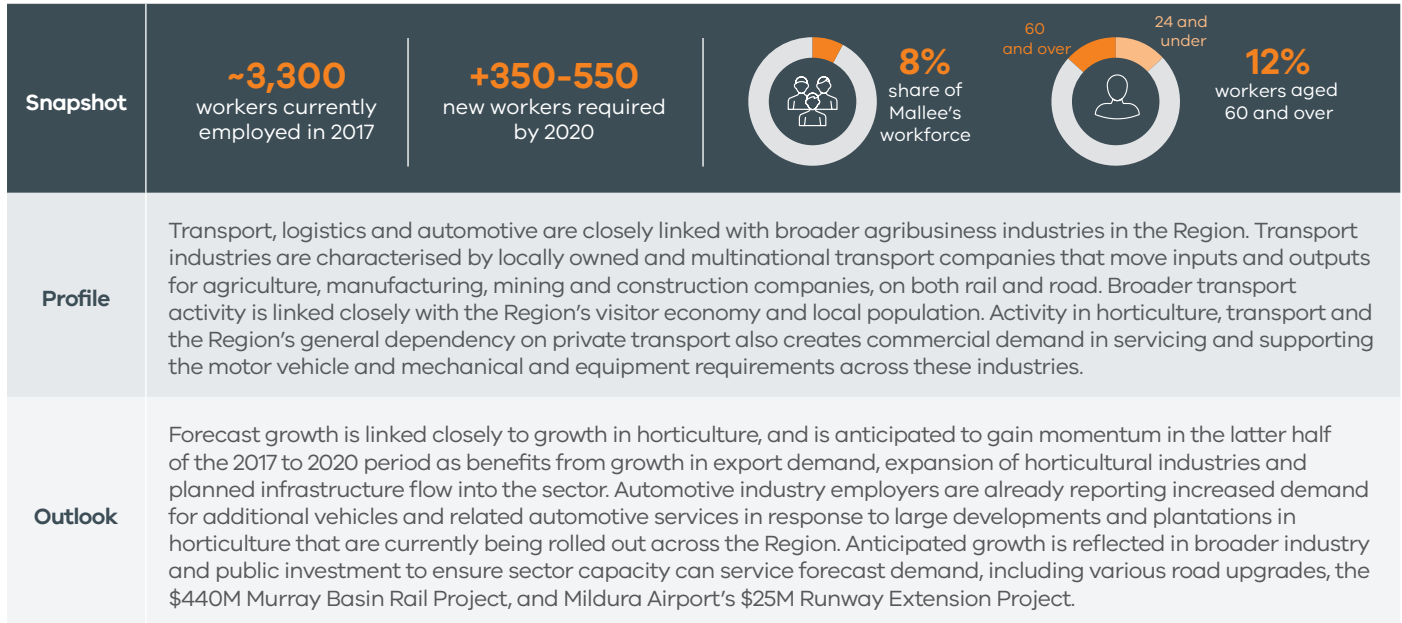 Snapshot
~3,300
workers currently
employed in 2017
+350-550
new workers required
by 2020
8%
share of
Mallee's
workforce
60
and over
24 and
under
12%
workers aged
60 and over
Profile
Transport, logistics and automotive are closely linked with broader agribusiness industries in the Region. Transport
industries are characterised by locally owned and multinational transport companies that move inputs and outputs
for agriculture, manufacturing, mining and construction companies, on both rail and road. Broader transport
activity is linked closely with the Region's visitor economy and local population. Activity in horticulture, transport and
the Region's general dependency on private transport also creates commercial demand in servicing and supporting
the motor vehicle and mechanical and equipment requirements across these industries.
Outlook
Forecast growth is linked closely to growth in horticulture, and is anticipated to gain momentum in the latter half
of the 2017 to 2020 period as benefits from growth in export demand, expansion of horticultural industries and
planned infrastructure flow into the sector. Automotive industry employers are already reporting increased demand
for additional vehicles and related automotive services in response to large developments and plantations in
horticulture that are currently being rolled out across the Region. Anticipated growth is reflected in broader industry
and public investment to ensure sector capacity can service forecast demand, including various road upgrades, the
$440M Murray Basin Rail Project, and Mildura Airport's $25M Runway Extension Project.